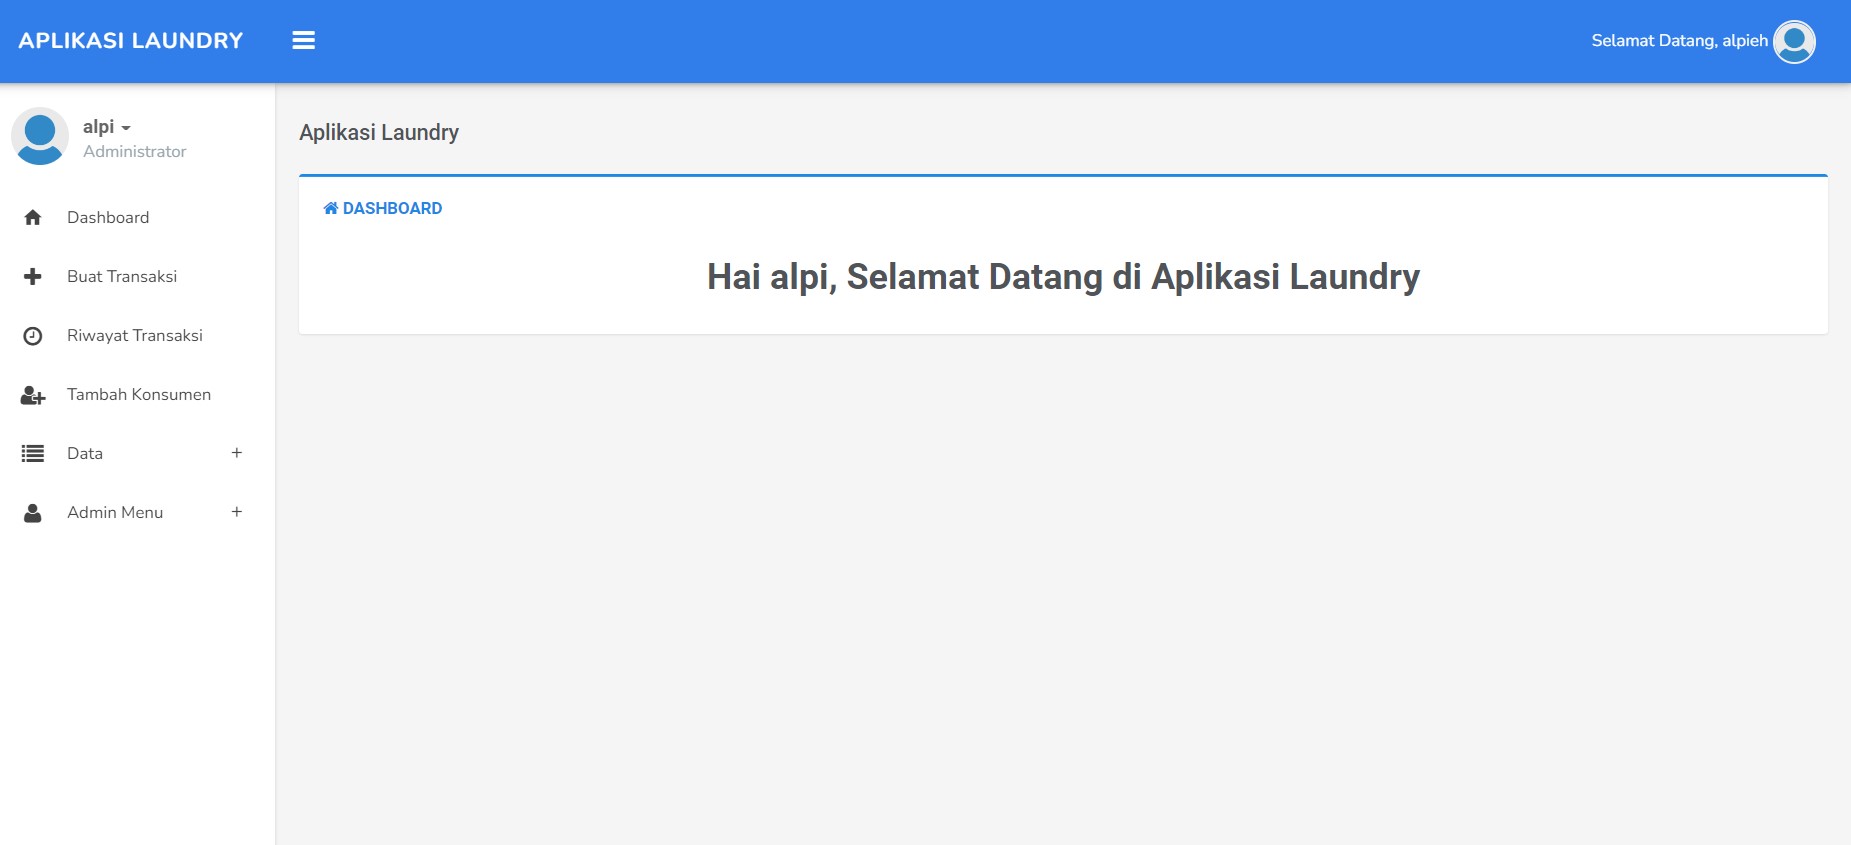 APLIKASI LAUNDRY
Selamat Datang, alpieh
alpi
Administrator
Dashboard
Buat Transaksi
Riwayat Transaksi
Tambah Konsumen
Data +
Admin Menu +
Aplikasi Laundry
DASHBOARD
Hai alpi, Selamat Datang di Aplikasi Laundry